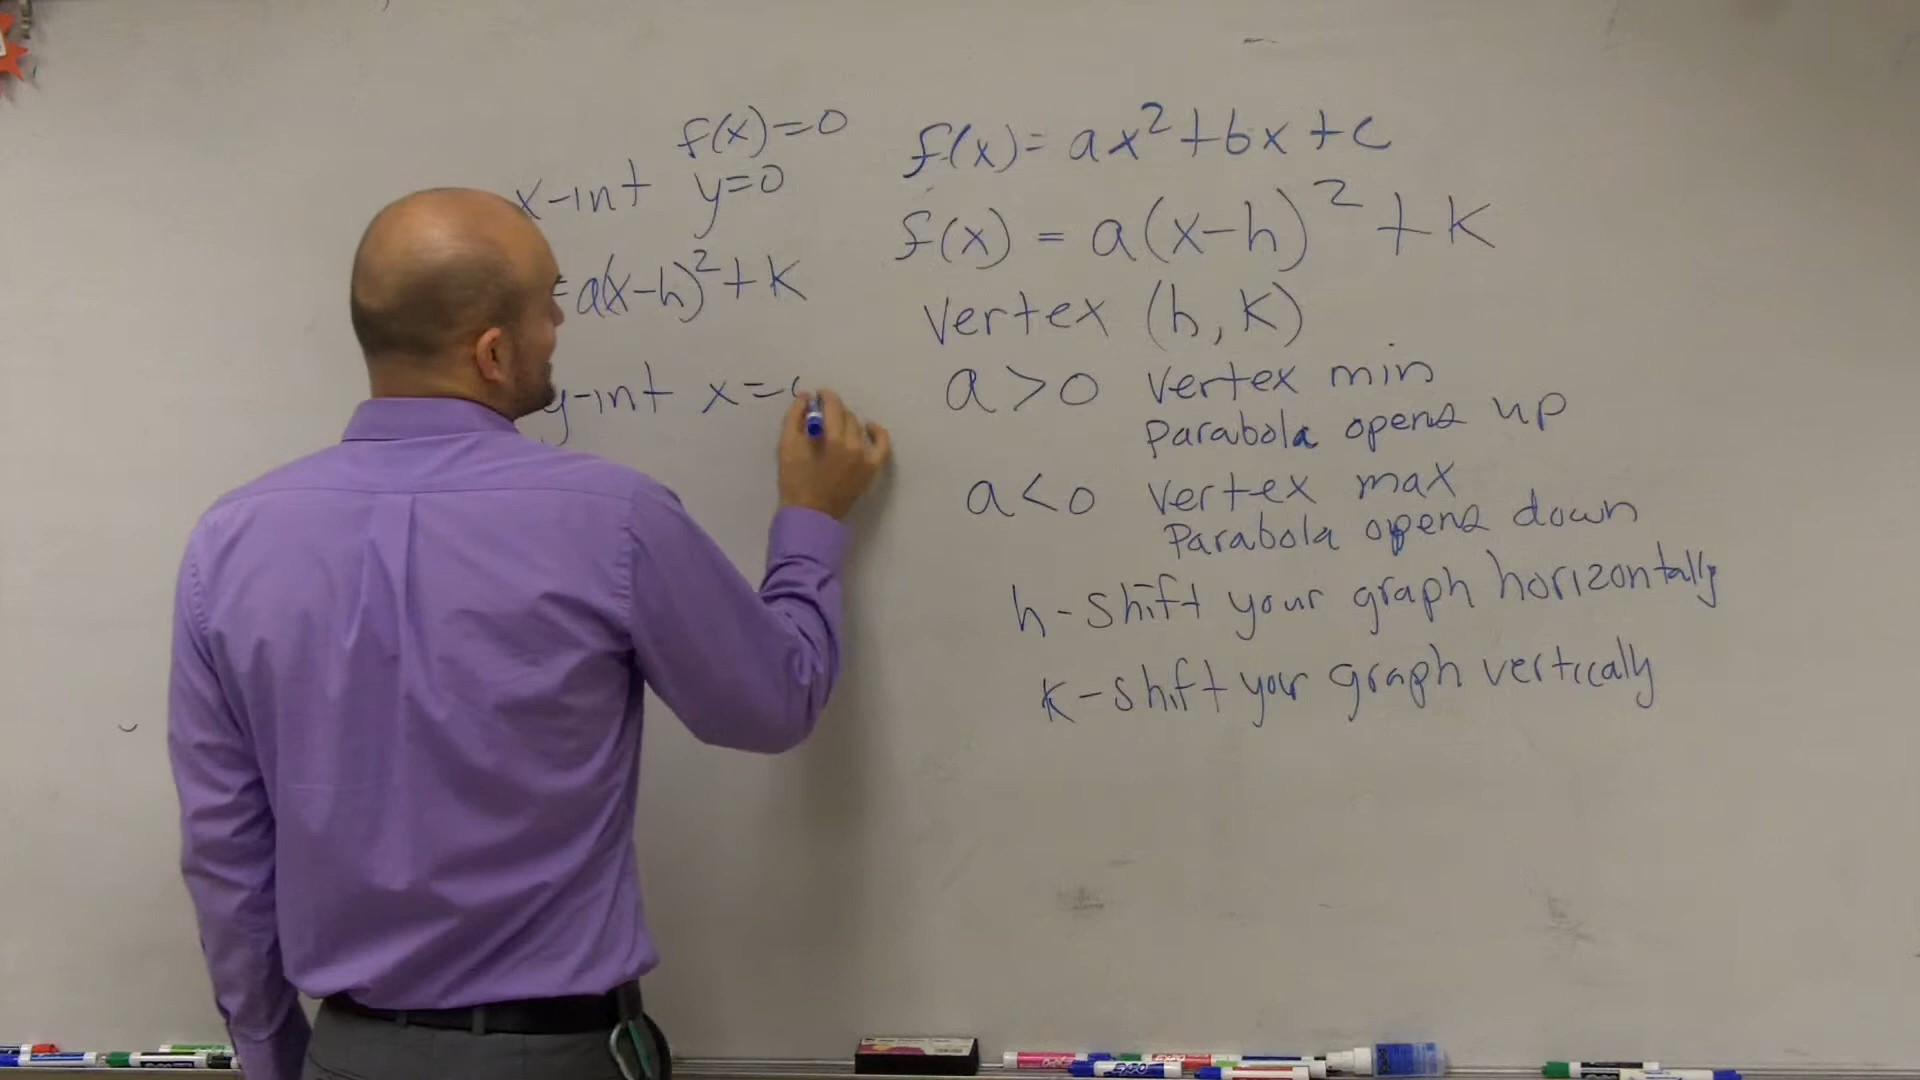 f(x)=0
x-int y=0
=a(x-h)²+k
y-int x=
f(x)=ax²+bx+c
f(x)=a(x-h)²+k
Vertex (h,k)
a>0 vertex min
parabola opens up
a<0 vertex max
Parabola opens down
h-shift your graph horizontally
k-shift your graph vertically
EXPO